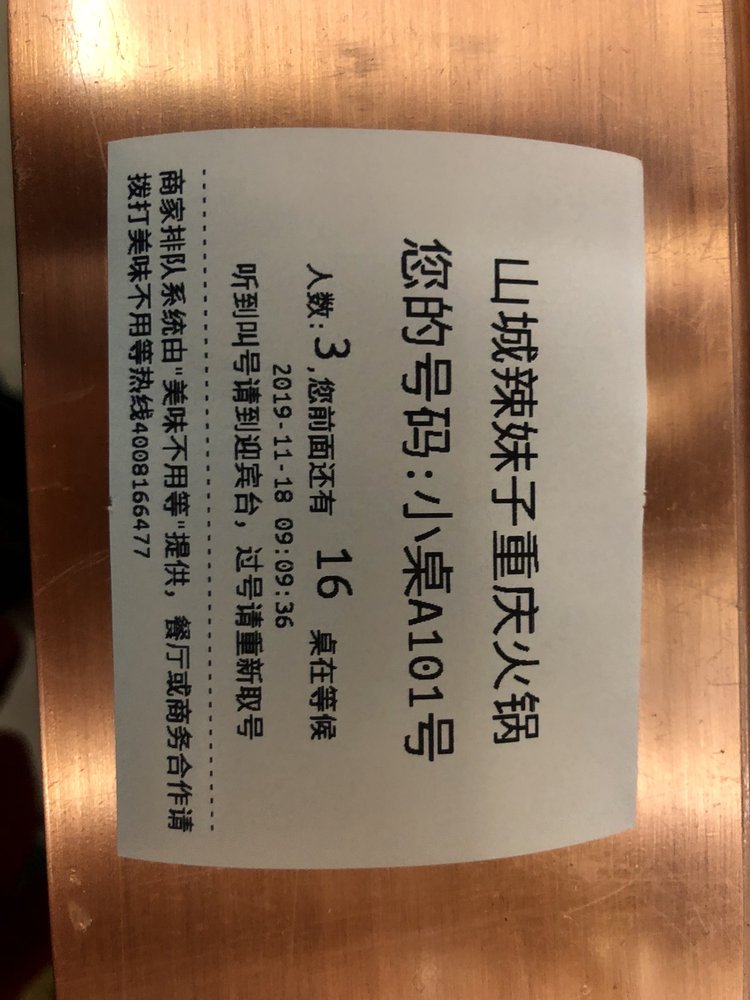 山城辣妹子重庆火锅
您的号码:小桌A101号
人数:3,您前面还有 16 桌在等候
2019-11-18 09:09:36
听到叫号请到迎宾台，过号请重新取号
商家排队系统由"美味不用等"提供，餐厅或商务合作请
拨打美味不用等热线4008166477